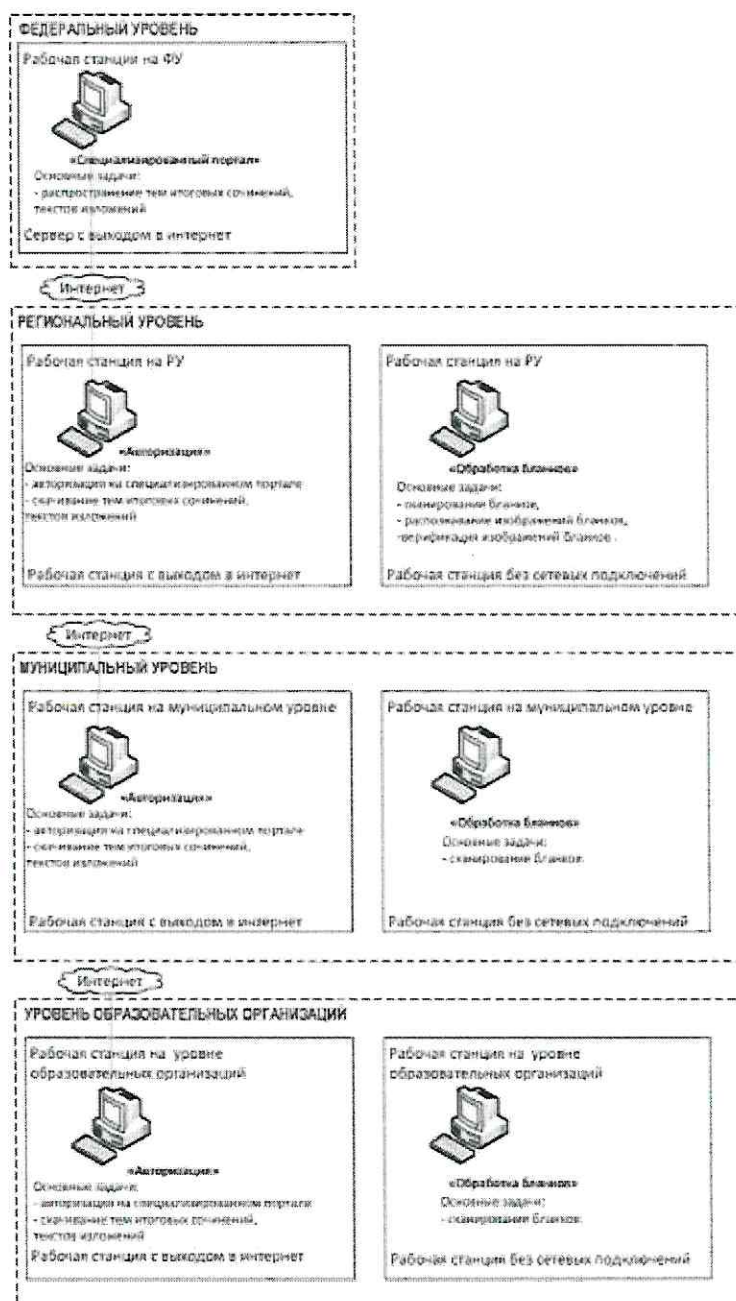 ФЕДЕРАЛЬНЫЙ УРОВЕНЬ
Рабочая станция на ФУ
«Специализированный портал»
Основные задачи:
- распространение тем итоговых сочинений,
текстов изложений
Сервер с выходом в интернет
Интернет
РЕГИОНАЛЬНЫЙ УРОВЕНЬ
Рабочая станция на РУ
«Авторизация»
Основные задачи:
- авторизация на специализированном портале
- скачивание тем итоговых сочинений,
текстов изложений
Рабочая станция с выходом в интернет
Рабочая станция на РУ
«Обработка бланков»
Основные задачи:
- сканирование бланков,
- распознавание изображений бланков,
-верификация изображений бланков.
Рабочая станция без сетевых подключений
Интернет
МУНИЦИПАЛЬНЫЙ УРОВЕНЬ
Рабочая станция на муниципальном уровне
«Авторизация»
Основные задачи:
- авторизация на специализированном портале
- скачивание тем итоговых сочинений,
текстов изложений
Рабочая станция с выходом в интернет
Рабочая станция на муниципальном уровне
«Обработка бланков»
Основные задачи:
- сканирование бланков.
Рабочая станция без сетевых подключений
Интернет
УРОВЕНЬ ОБРАЗОВАТЕЛЬНЫХ ОРГАНИЗАЦИЙ
Рабочая станция на уровне
образовательных организаций
«Авторизация»
Основные задачи:
- авторизация на специализированном портале
- скачивание тем итоговых сочинений,
текстов изложений
Рабочая станция с выходом в интернет
Рабочая станция на уровне
образовательных организаций
«Обработка бланков»
Основные задачи:
- сканирование бланков.
Рабочая станция без сетевых подключений